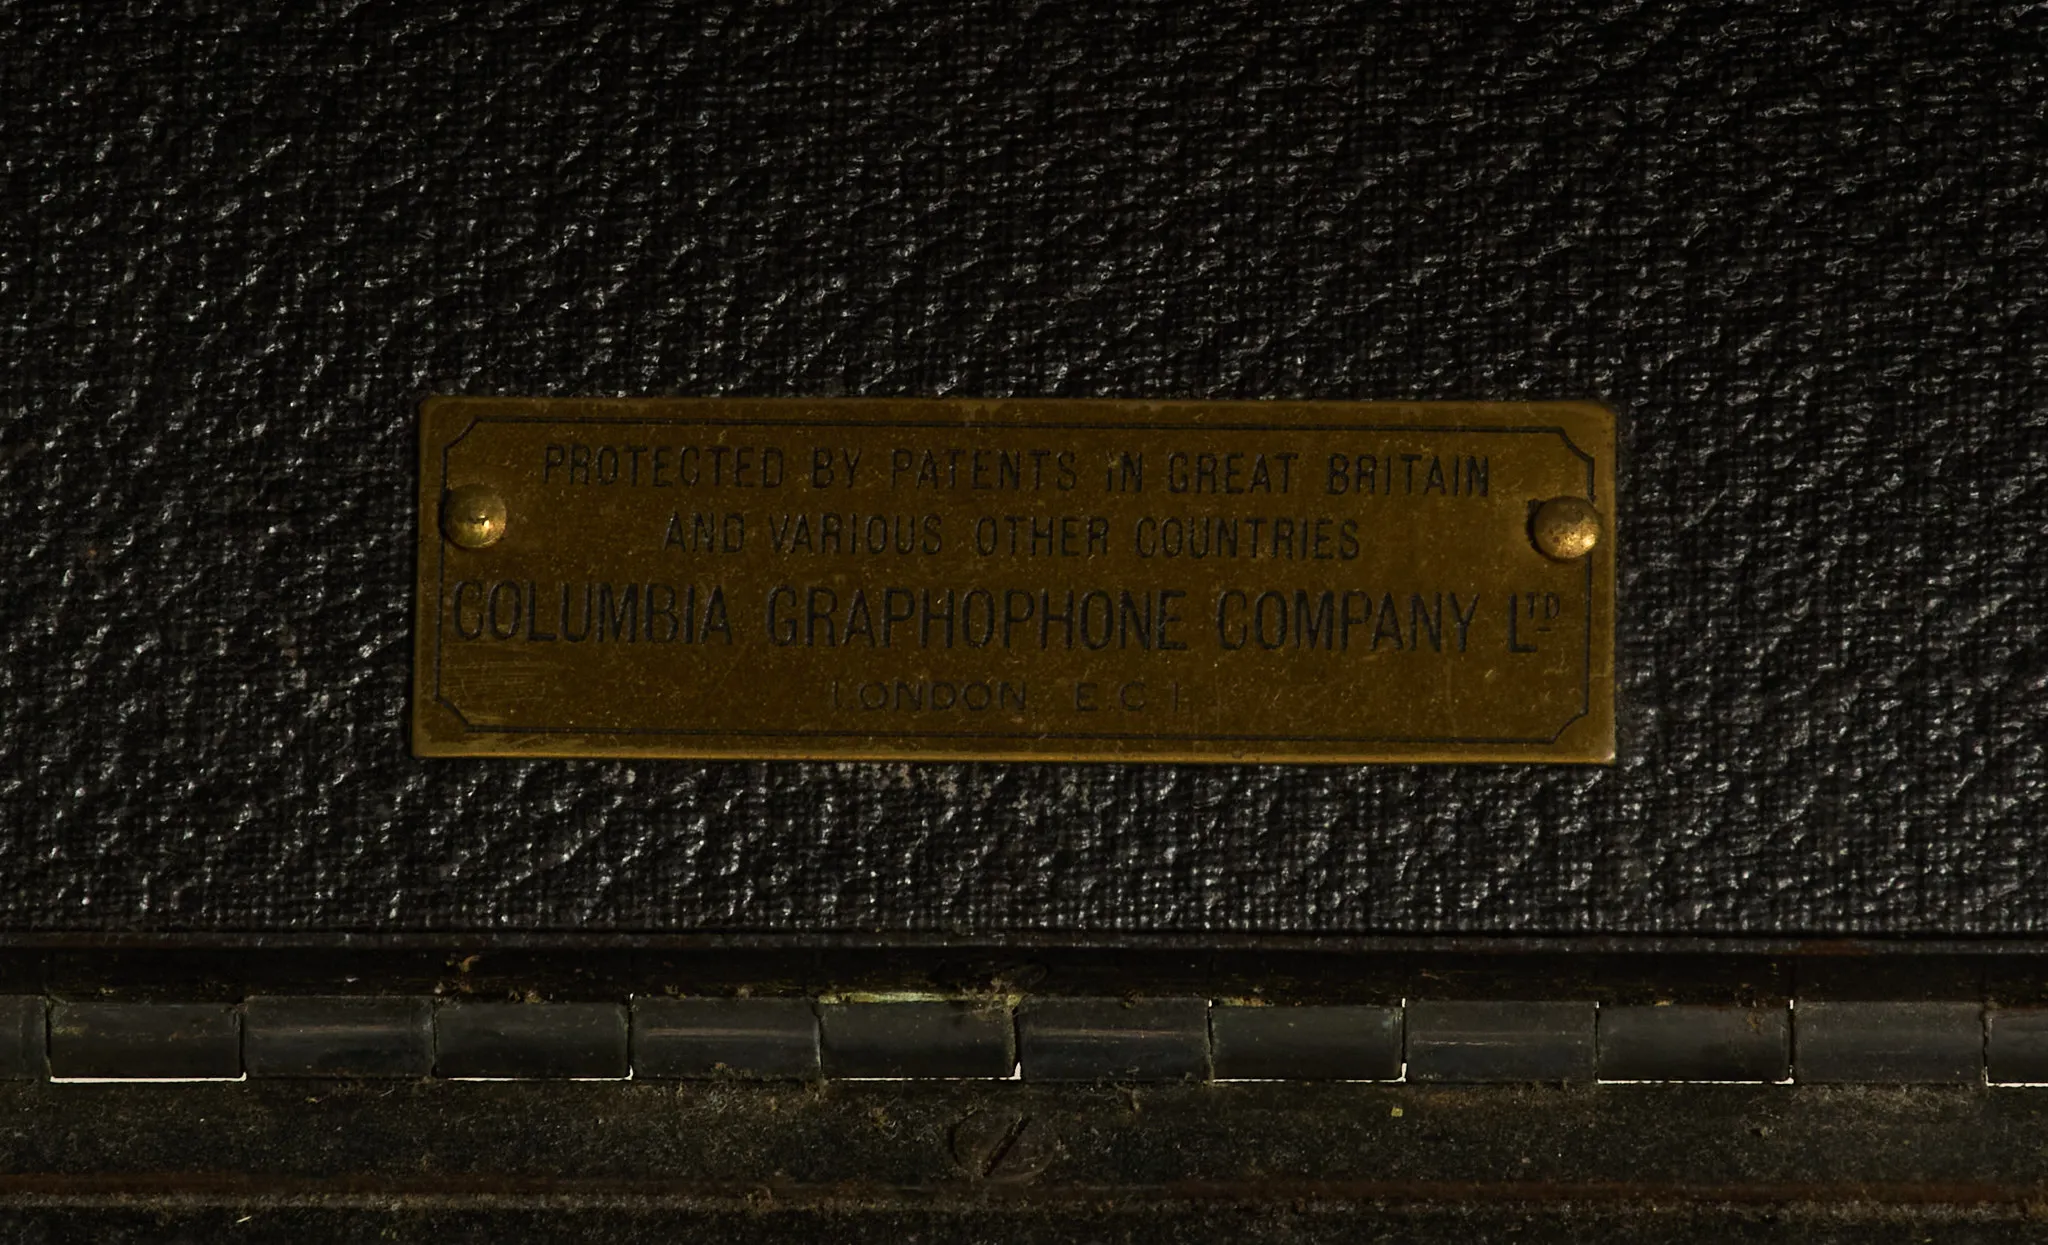 PROTECTED BY PATENTS IN GREAT BRITAIN
AND VARIOUS OTHER COUNTRIES
COLUMBIA GRAPHOPHONE COMPANY LTD
LONDON E.C.1.